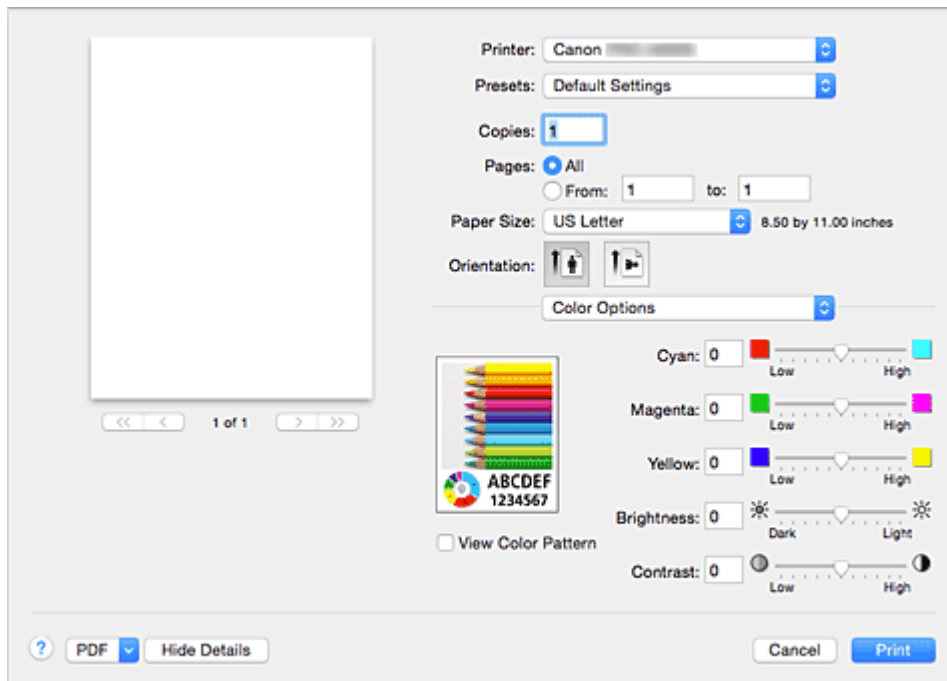 Printer: Canon
Presets: Default Settings
Copies: 1
Pages: All
From: 1 to: 1
Paper Size: US Letter 8.50 by 11.00 inches
Orientation:
Color Options
Cyan: 0
Low High
Magenta: 0
Low High
Yellow: 0
Low High
Brightness: 0
Dark Light
Contrast: 0
Low High
ABCDEF
1234567
View Color Pattern
<< < 1 of 1 > >>
? PDF Hide Details Cancel Print